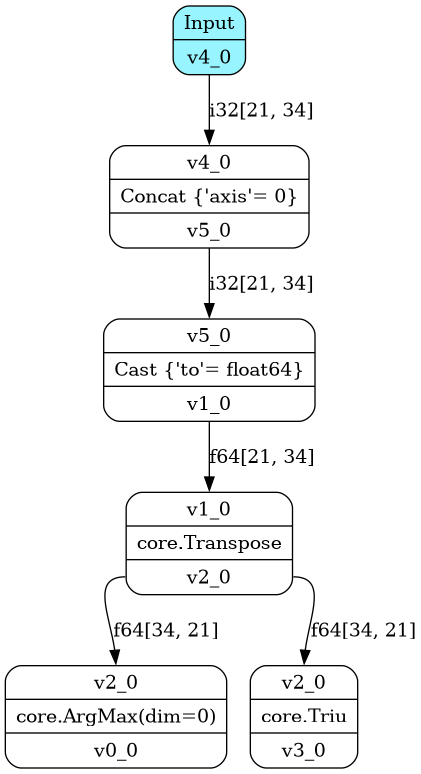 Input
v4_0
i32[21, 34]
v4_0
Concat {'axis'= 0}
v5_0
i32[21, 34]
v5_0
Cast {'to'= float64}
v1_0
f64[21, 34]
v1_0
core.Transpose
v2_0
f64[34, 21]
f64[34, 21]
v2_0
core.ArgMax(dim=0)
v0_0
v2_0
core.Triu
v3_0